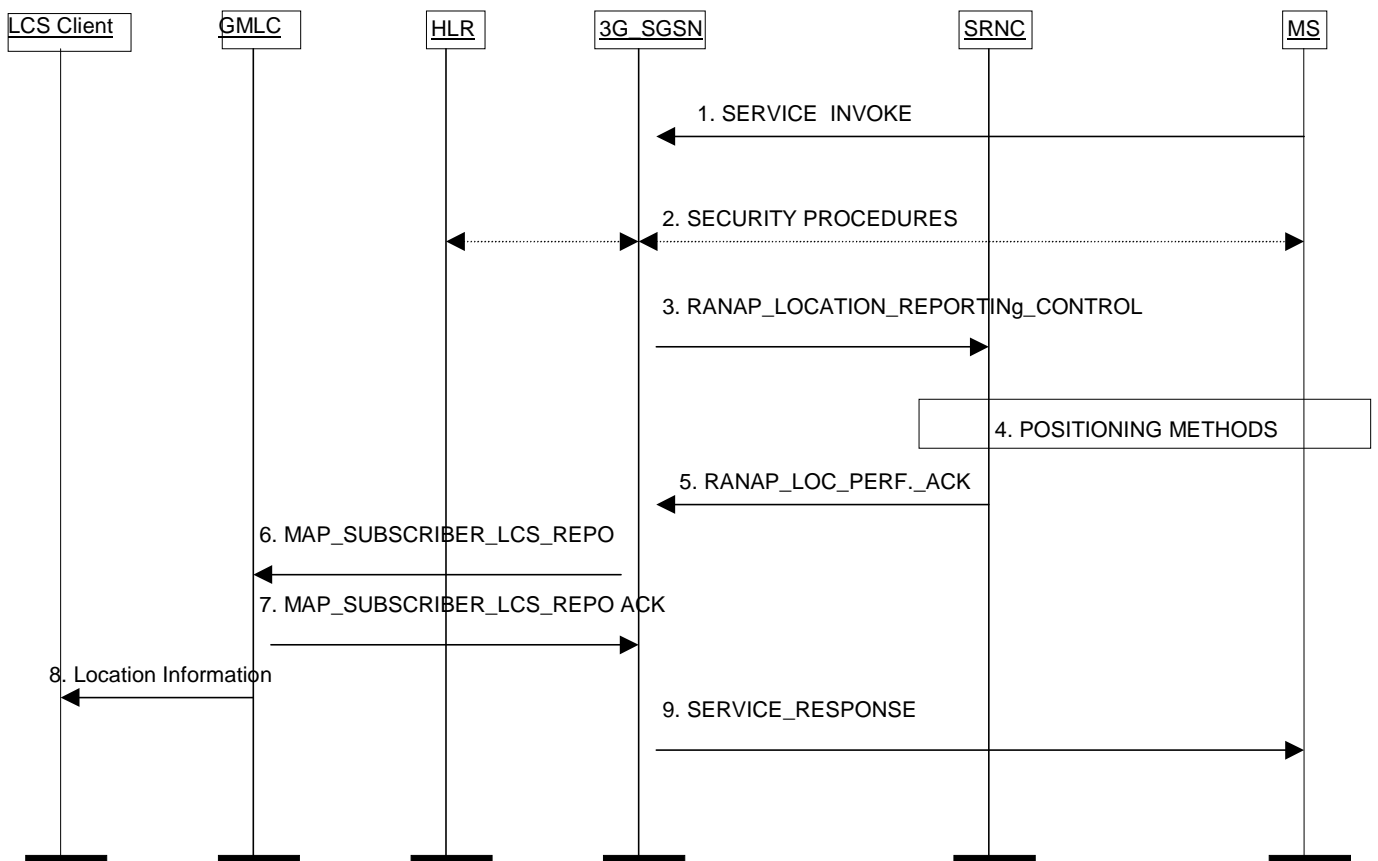 LCS Client
GMLC
HLR
3G_SGSN
SRNC
MS
1. SERVICE INVOKE
2. SECURITY PROCEDURES
3. RANAP_LOCATION_REPORTINg_CONTROL
4. POSITIONING METHODS
5. RANAP_LOC_PERF._ACK
6. MAP_SUBSCRIBER_LCS_REPO
7. MAP_SUBSCRIBER_LCS_REPO ACK
8. Location Information
9. SERVICE_RESPONSE